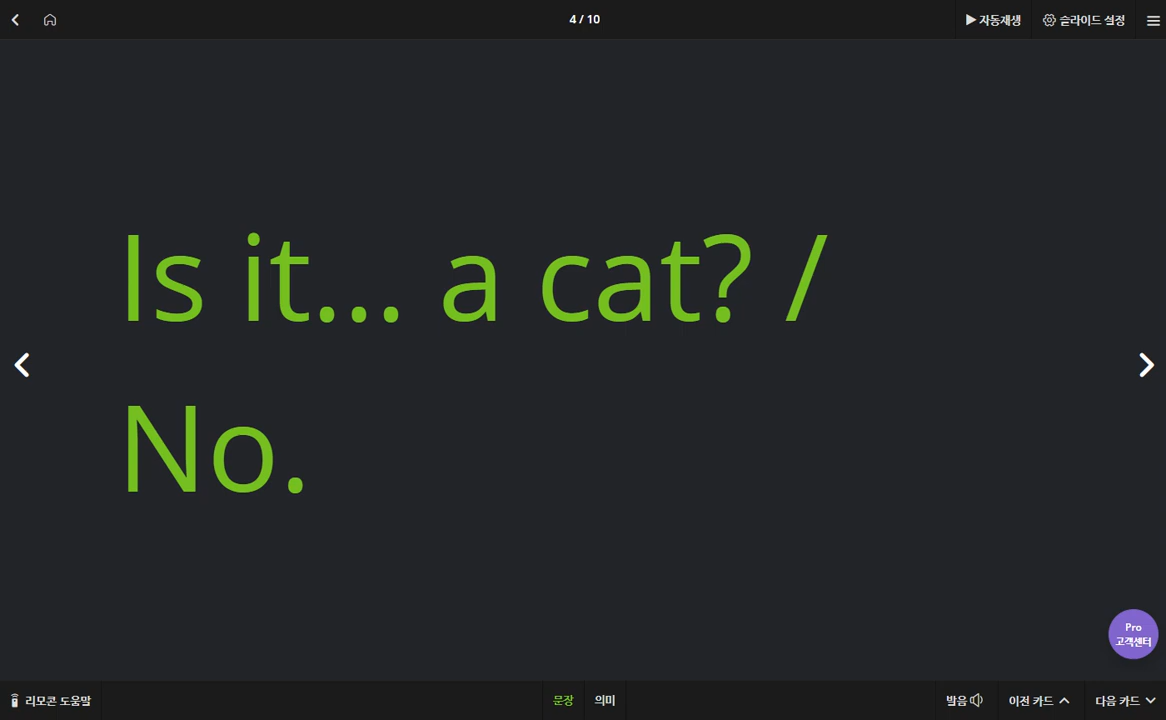 4 / 10
자동재생
슬라이드 설정
Is it... a cat? /
No.
Pro
고객센터
리모콘 도움말
문장
의미
발음
이전 카드
다음 카드